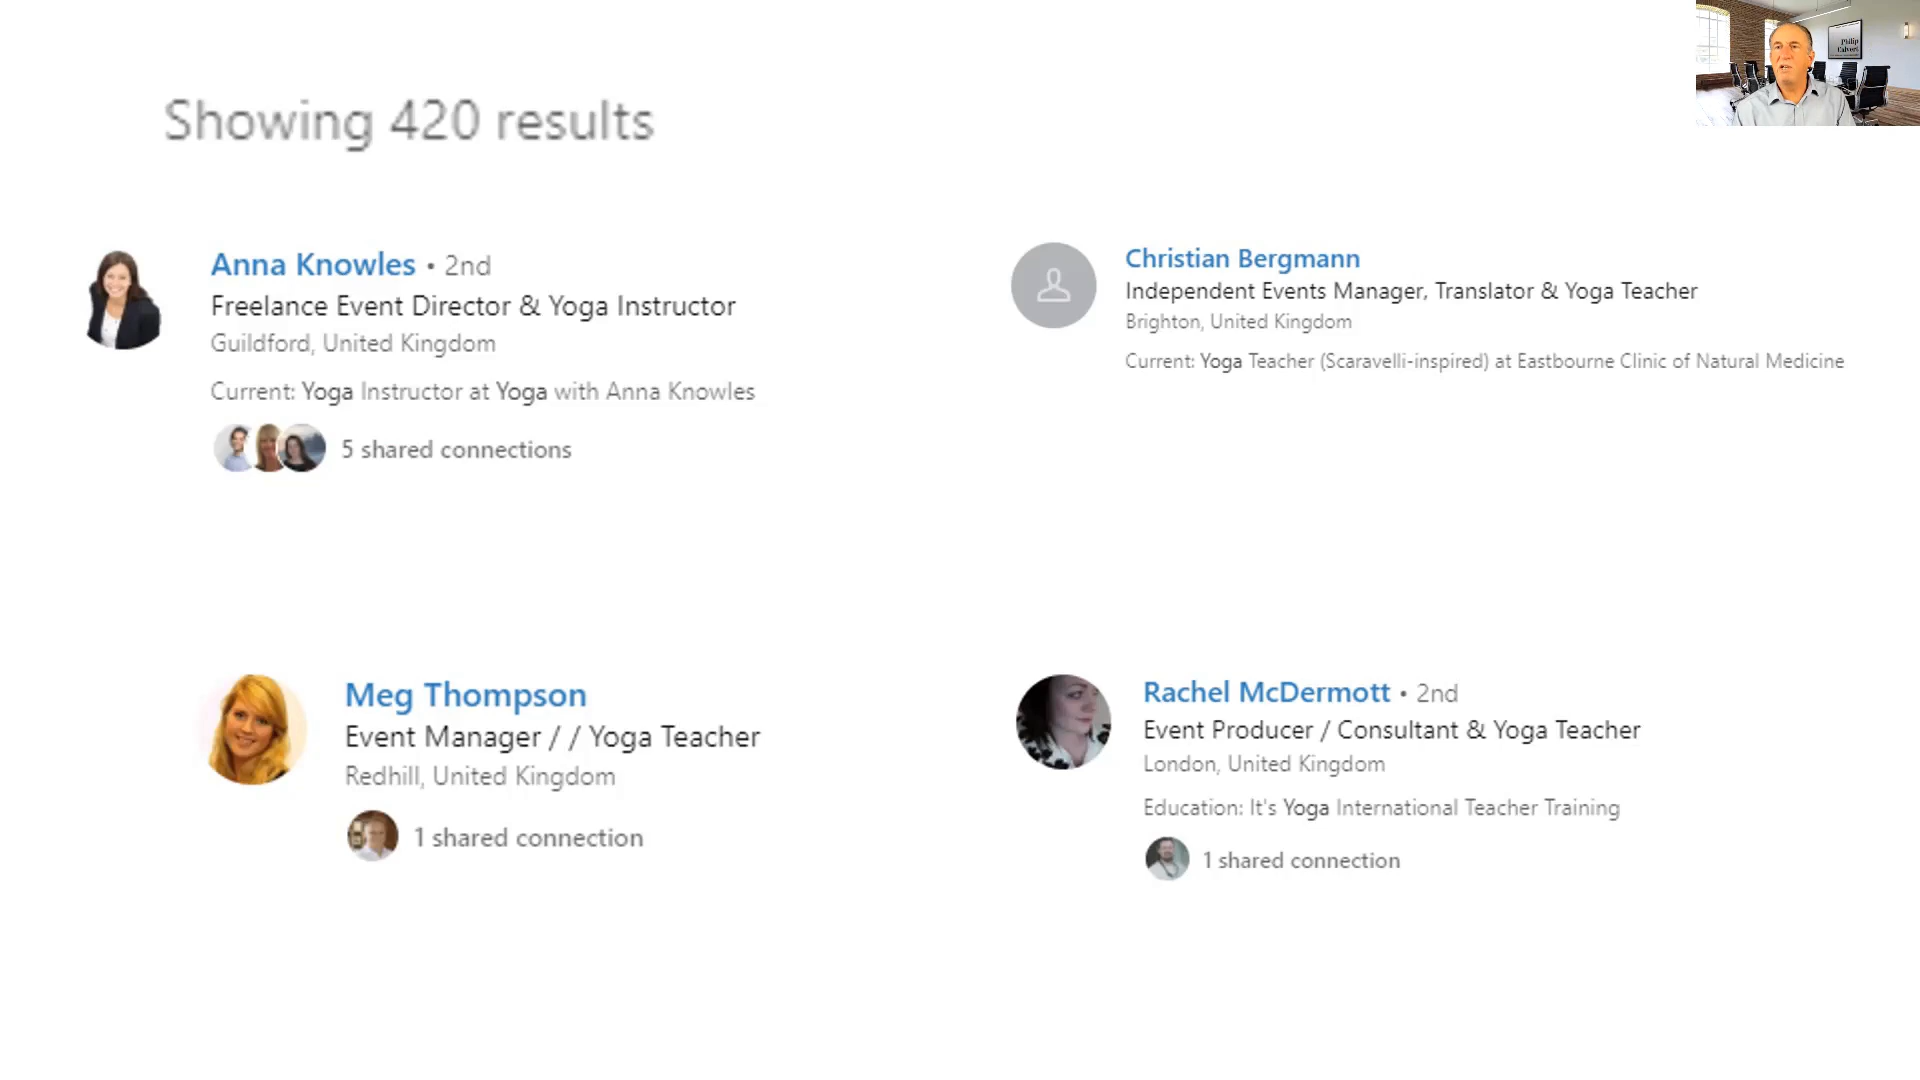 Philip
Calvert
Showing 420 results
Anna Knowles • 2nd
Freelance Event Director & Yoga Instructor
Guildford, United Kingdom
Current: Yoga Instructor at Yoga with Anna Knowles
5 shared connections
Christian Bergmann
Independent Events Manager, Translator & Yoga Teacher
Brighton, United Kingdom
Current: Yoga Teacher (Scaravelli-inspired) at Eastbourne Clinic of Natural Medicine
Meg Thompson
Event Manager / / Yoga Teacher
Redhill, United Kingdom
1 shared connection
Rachel McDermott • 2nd
Event Producer / Consultant & Yoga Teacher
London, United Kingdom
Education: It's Yoga International Teacher Training
1 shared connection